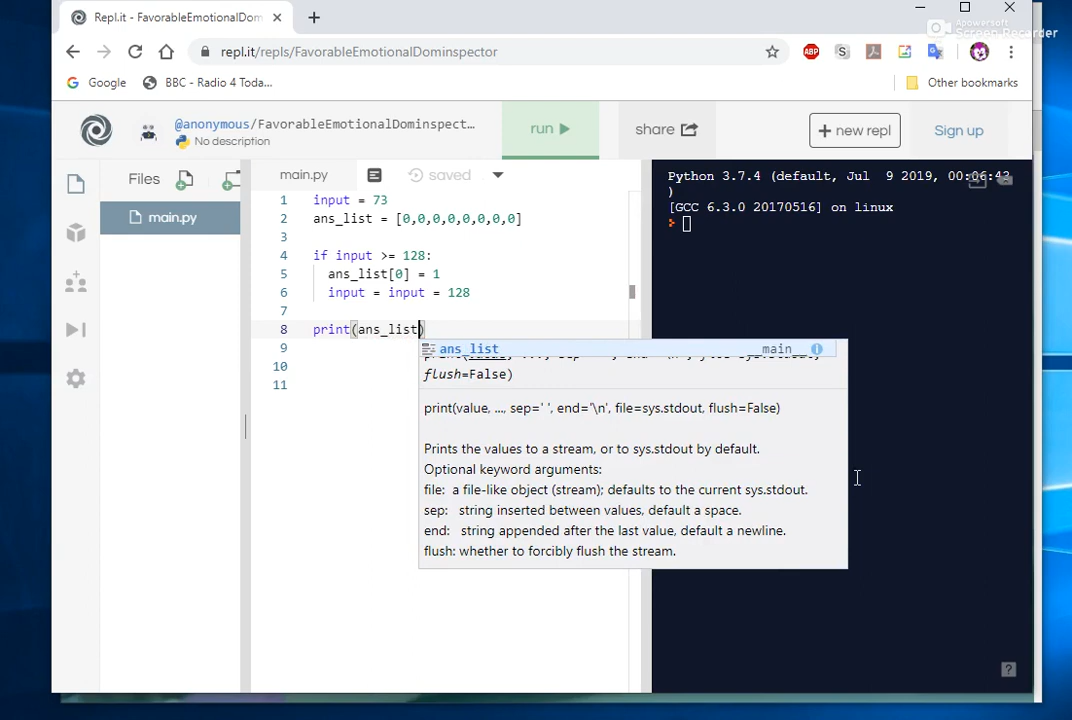 Repl.it - FavorableEmotionalDom
Apowersoft
Screen Recorder
repl.it/repls/FavorableEmotionalDominspector
ABP
S
Google
BBC - Radio 4 Toda...
Other bookmarks
@anonymous/FavorableEmotionalDominspect...
No description
run
share
+ new repl
Sign up
Files
main.py
saved
main.py
1 input = 73
2 ans_list = [0,0,0,0,0,0,0,0]
3
4 if input >= 128:
5 ans_list[0] = 1
6 input = input = 128
7
8 print(ans_list)
9
10
11
Python 3.7.4 (default, Jul 9 2019, 00:06:43
)
[GCC 6.3.0 20170516] on linux
ans_list __main__
flush=False)
print(value, ..., sep=' ', end='\n', file=sys.stdout, flush=False)
Prints the values to a stream, or to sys.stdout by default.
Optional keyword arguments:
file: a file-like object (stream); defaults to the current sys.stdout.
sep: string inserted between values, default a space.
end: string appended after the last value, default a newline.
flush: whether to forcibly flush the stream.
?